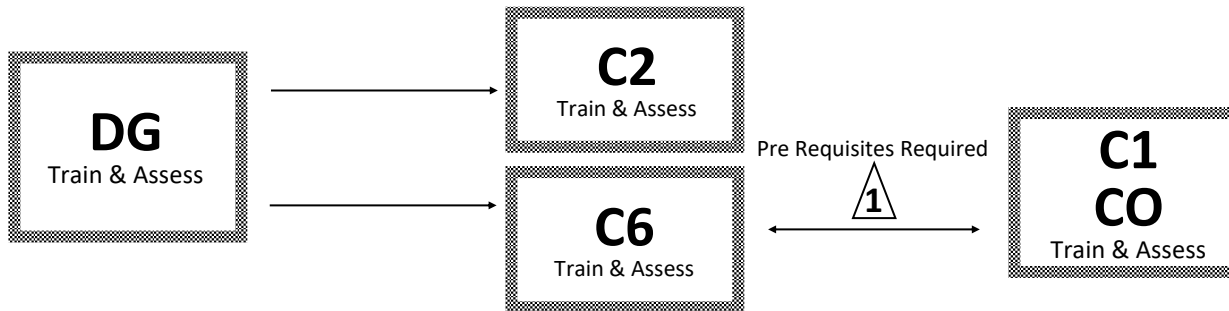 DG
Train & Assess
C2
Train & Assess
C6
Train & Assess
Pre Requisites Required
1
C1
CO
Train & Assess